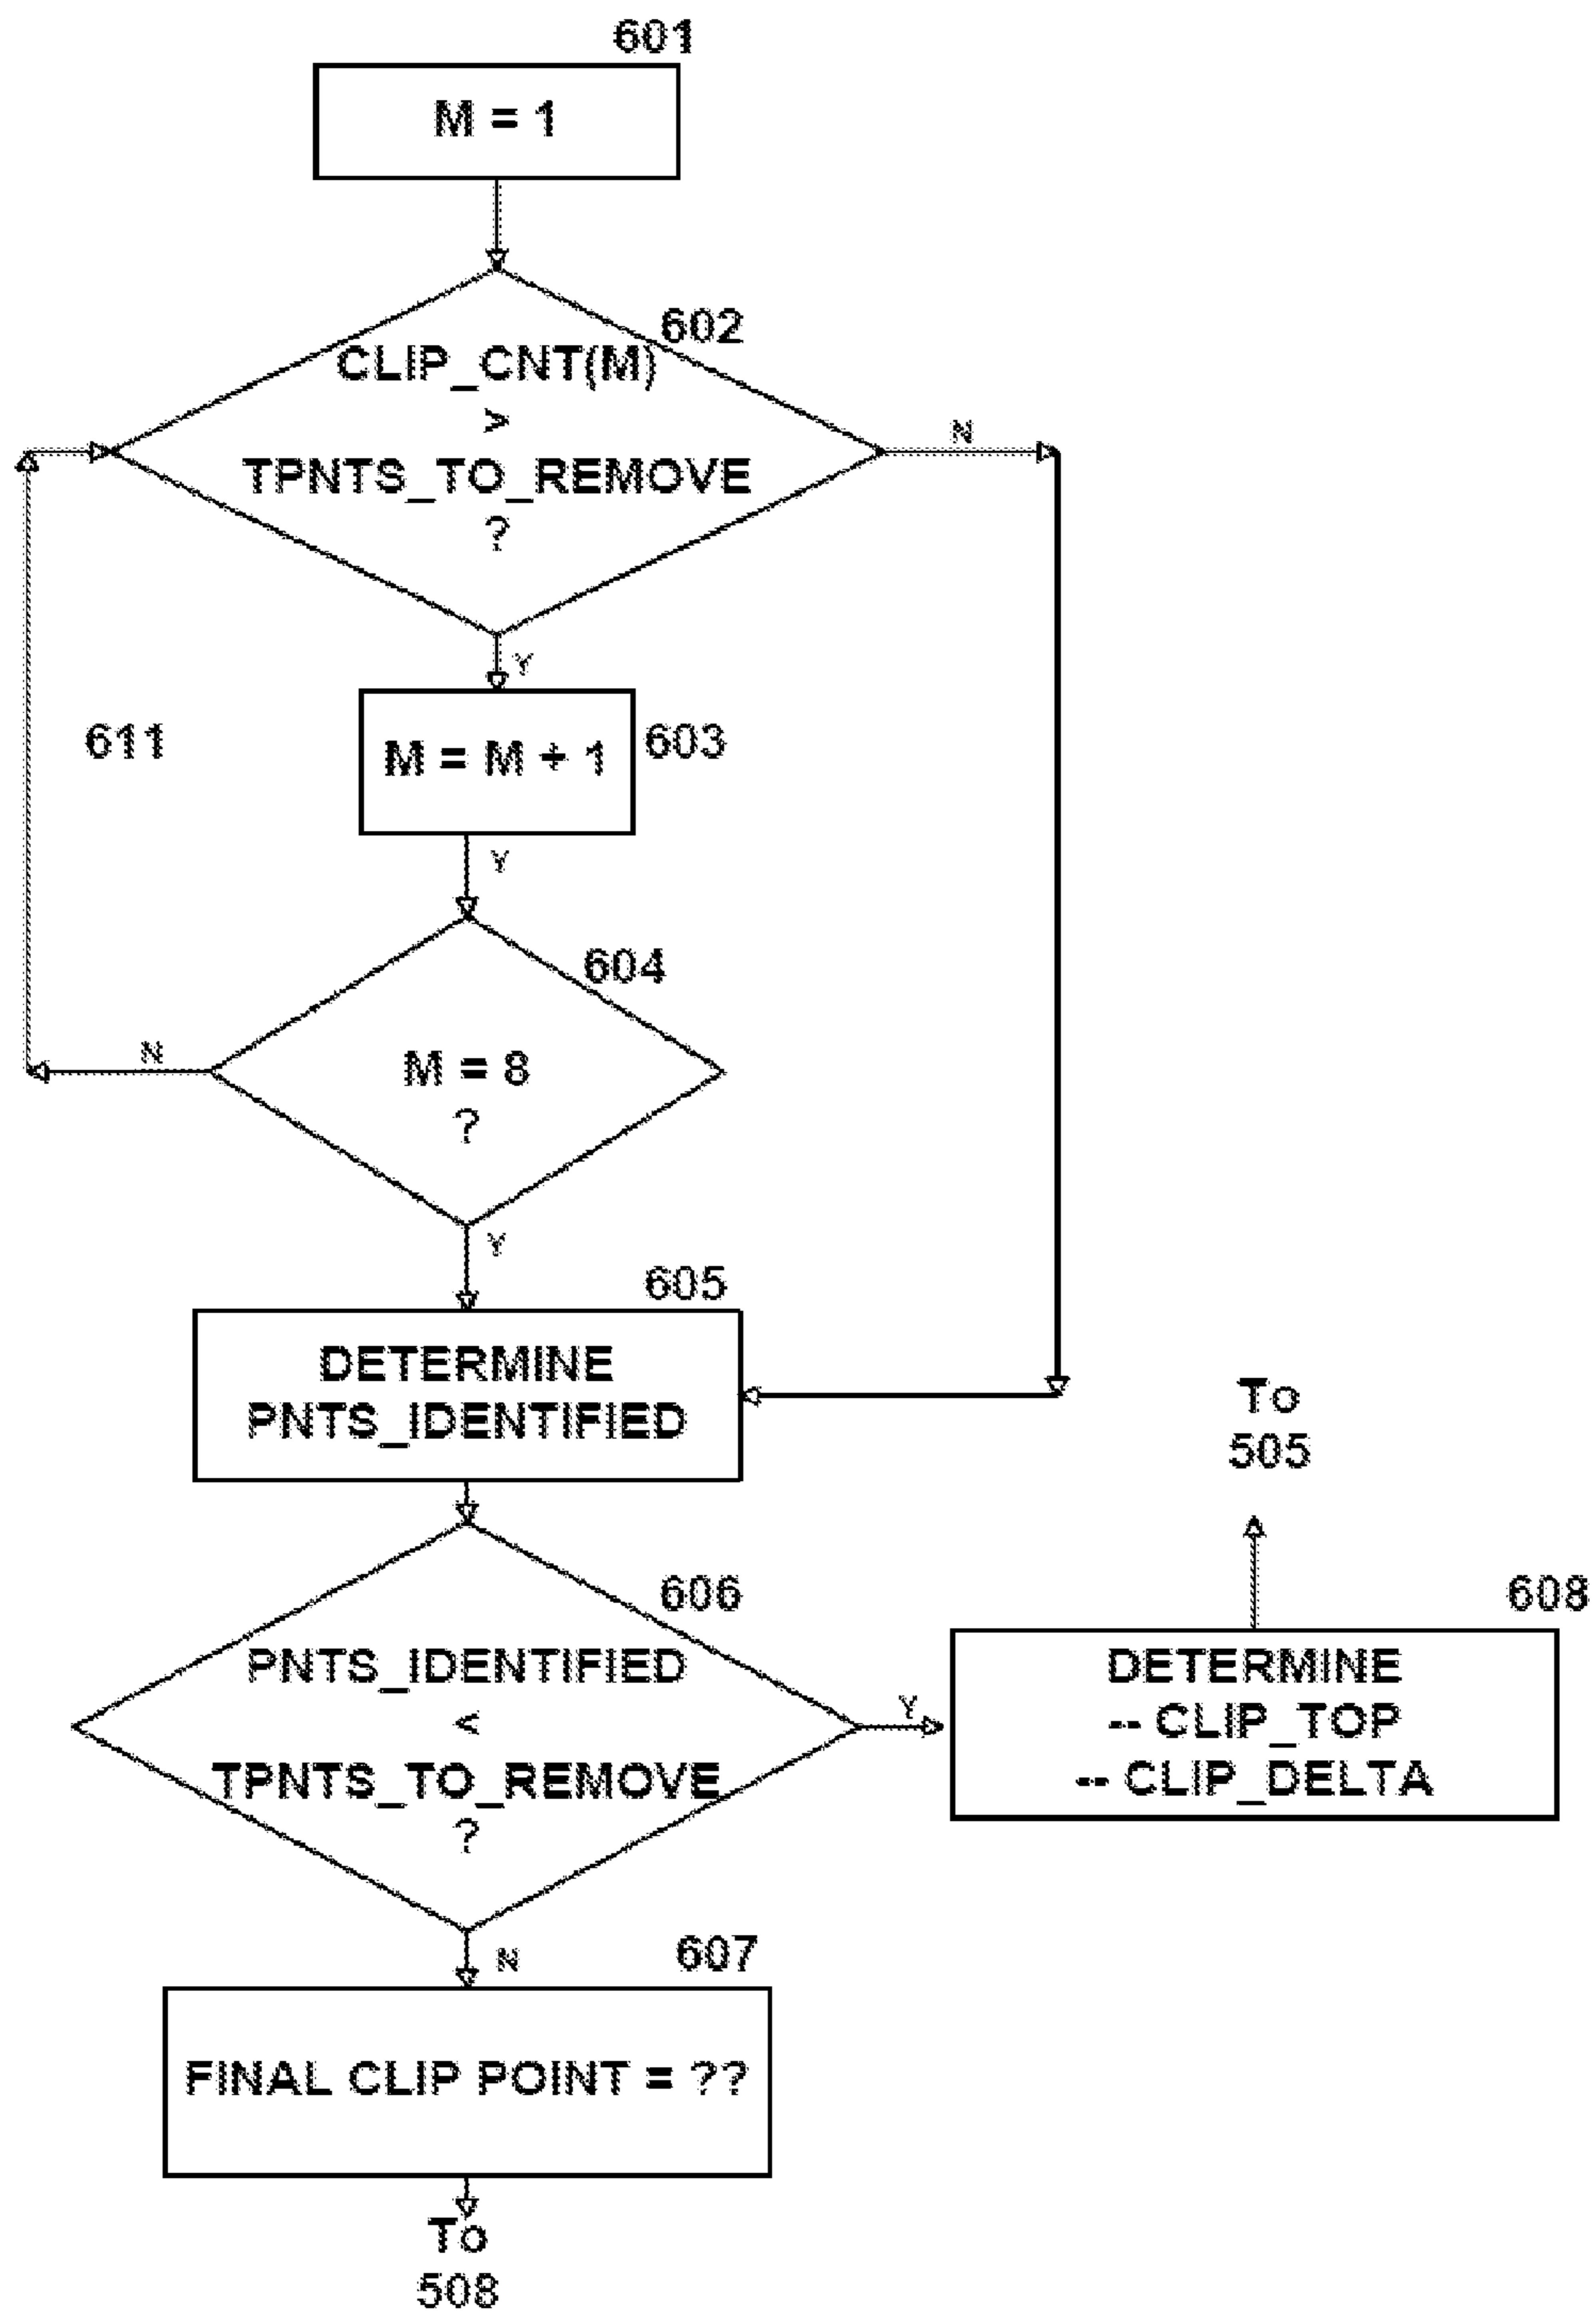 601
M = 1
602
CLIP_CNT(M)
>
TPNTS_TO_REMOVE
?
N
Y
611
M = M + 1
603
Y
604
N
M = 8
?
Y
605
DETERMINE
PNTS_IDENTIFIED
To
505
606
608
PNTS_IDENTIFIED
<
TPNTS_TO_REMOVE
?
Y
DETERMINE
-- CLIP_TOP
-- CLIP_DELTA
N
607
FINAL CLIP POINT = ??
To
508